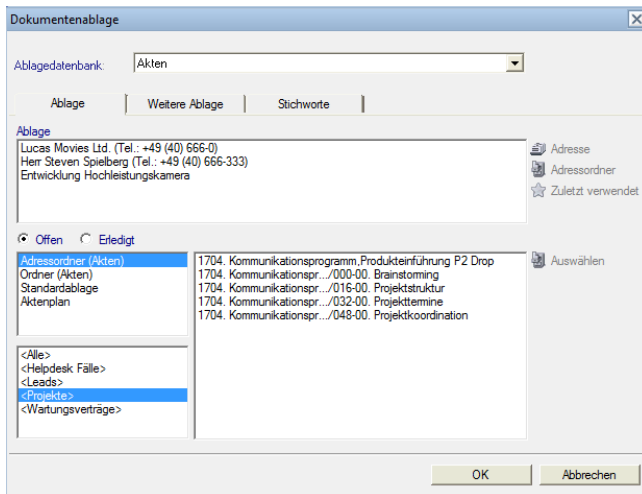 Dokumentenablage
Ablagedatenbank: Akten
Ablage Weitere Ablage Stichworte
Ablage
Lucas Movies Ltd. (Tel.: +49 (40) 666-0)
Herr Steven Spielberg (Tel.: +49 (40) 666-333)
Entwicklung Hochleistungskamera
Adresse
Adressordner
Zuletzt verwendet
Offen Erledigt
Adressordner (Akten)
Ordner (Akten)
Standardablage
Aktenplan
1704. Kommunikationsprogramm,Produkteinführung P2 Drop
1704. Kommunikationspr.../000-00. Brainstorming
1704. Kommunikationspr.../016-00. Projektstruktur
1704. Kommunikationspr.../032-00. Projekttermine
1704. Kommunikationspr.../048-00. Projektkoordination
Auswählen
<Alle>
<Helpdesk Fälle>
<Leads>
<Projekte>
<Wartungsverträge>
OK Abbrechen